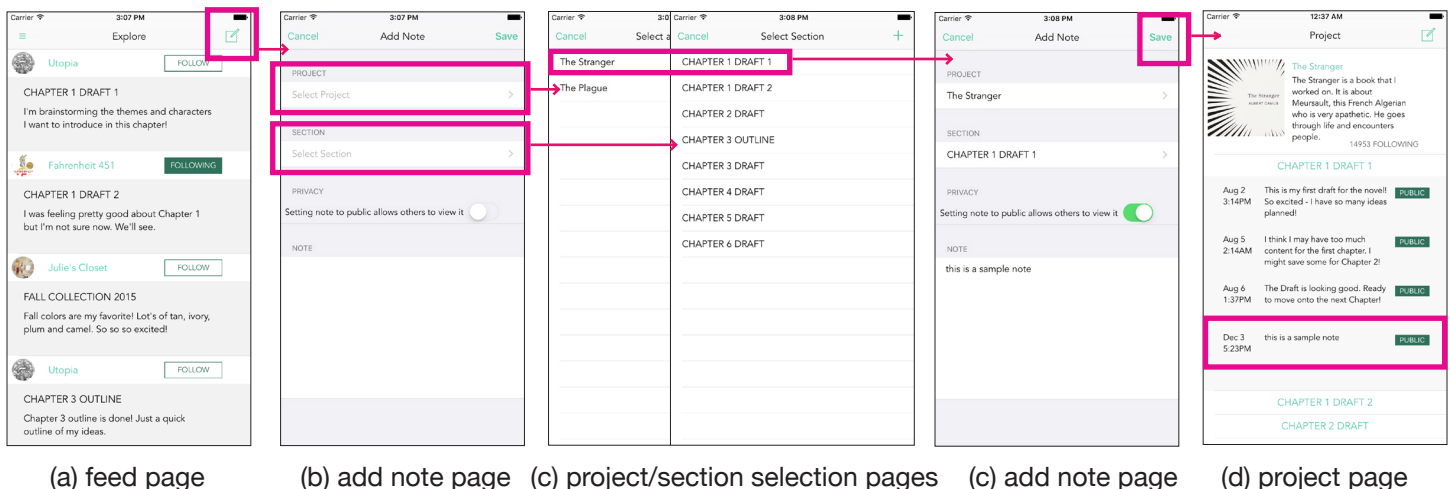 Carrier 3:07 PM
Explore
Utopia FOLLOW
CHAPTER 1 DRAFT 1
I'm brainstorming the themes and characters
I want to introduce in this chapter!
Fahrenheit 451 FOLLOWING
CHAPTER 1 DRAFT 2
I was feeling pretty good about Chapter 1
but I'm not sure now. We'll see.
Julie's Closet FOLLOW
FALL COLLECTION 2015
Fall colors are my favorite! Lot's of tan, ivory,
plum and camel. So so so excited!
Utopia FOLLOW
CHAPTER 3 OUTLINE
Chapter 3 outline is done! Just a quick
outline of my ideas.
(a) feed page
Carrier 3:07 PM
Cancel Add Note Save
PROJECT
Select Project
SECTION
Select Section
PRIVACY
Setting note to public allows others to view it
NOTE
(b) add note page
Carrier 3:0
Cancel Select a
The Stranger
The Plague
Carrier 3:08 PM
Cancel Select Section +
CHAPTER 1 DRAFT 1
CHAPTER 1 DRAFT 2
CHAPTER 2 DRAFT
CHAPTER 3 OUTLINE
CHAPTER 3 DRAFT
CHAPTER 4 DRAFT
CHAPTER 5 DRAFT
CHAPTER 6 DRAFT
(c) project/section selection pages
Carrier 3:08 PM
Cancel Add Note Save
PROJECT
The Stranger
SECTION
CHAPTER 1 DRAFT 1
PRIVACY
Setting note to public allows others to view it
NOTE
this is a sample note
(c) add note page
Carrier 12:37 AM
Project
The Stranger
ALBERT CAMUS
The Stranger
The Stranger is a book that I
worked on. It is about
Meursault, this French Algerian
who is very apathetic. He goes
through life and encounters
people.
14953 FOLLOWING
CHAPTER 1 DRAFT 1
Aug 2 This is my first draft for the novel! PUBLIC
3:14PM So excited - I have so many ideas
planned!
Aug 5 I think I may have too much PUBLIC
2:14AM content for the first chapter. I
might save some for Chapter 2!
Aug 6 The Draft is looking good. Ready PUBLIC
1:37PM to move onto the next Chapter!
Dec 3 this is a sample note PUBLIC
5:23PM
CHAPTER 1 DRAFT 2
CHAPTER 2 DRAFT
(d) project page